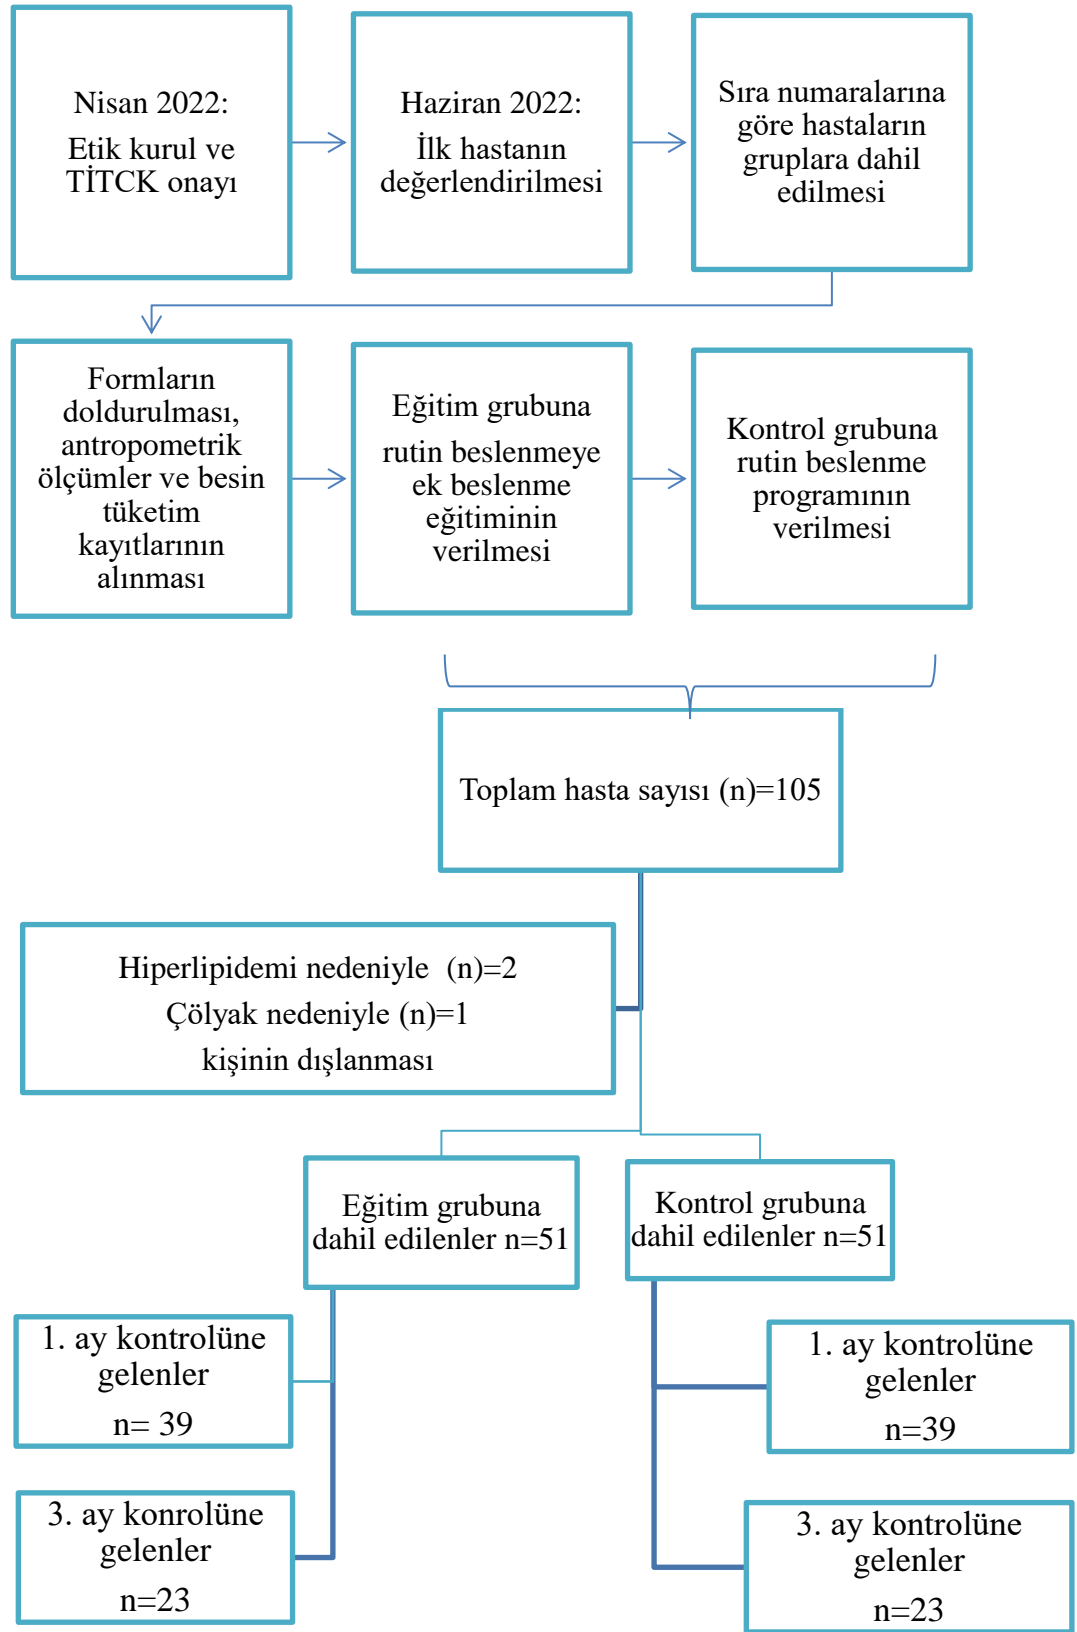 Nisan 2022:
Etik kurul ve
TİTCK onayı
Haziran 2022:
İlk hastanın
değerlendirilmesi
Sıra numaralarına
göre hastaların
gruplara dahil
edilmesi
Formların
doldurulması,
antropometrik
ölçümler ve besin
tüketim
kayıtlarının
alınması
Eğitim grubuna
rutin beslenmeye
ek beslenme
eğitiminin
verilmesi
Kontrol grubuna
rutin beslenme
programının
verilmesi
Toplam hasta sayısı (n)=105
Hiperlipidemi nedeniyle (n)=2
Çölyak nedeniyle (n)=1
kişinin dışlanması
Eğitim grubuna
dahil edilenler n=51
Kontrol grubuna
dahil edilenler n=51
1. ay kontrolüne
gelenler
n= 39
1. ay kontrolüne
gelenler
n=39
3. ay konrolüne
gelenler
n=23
3. ay kontrolüne
gelenler
n=23